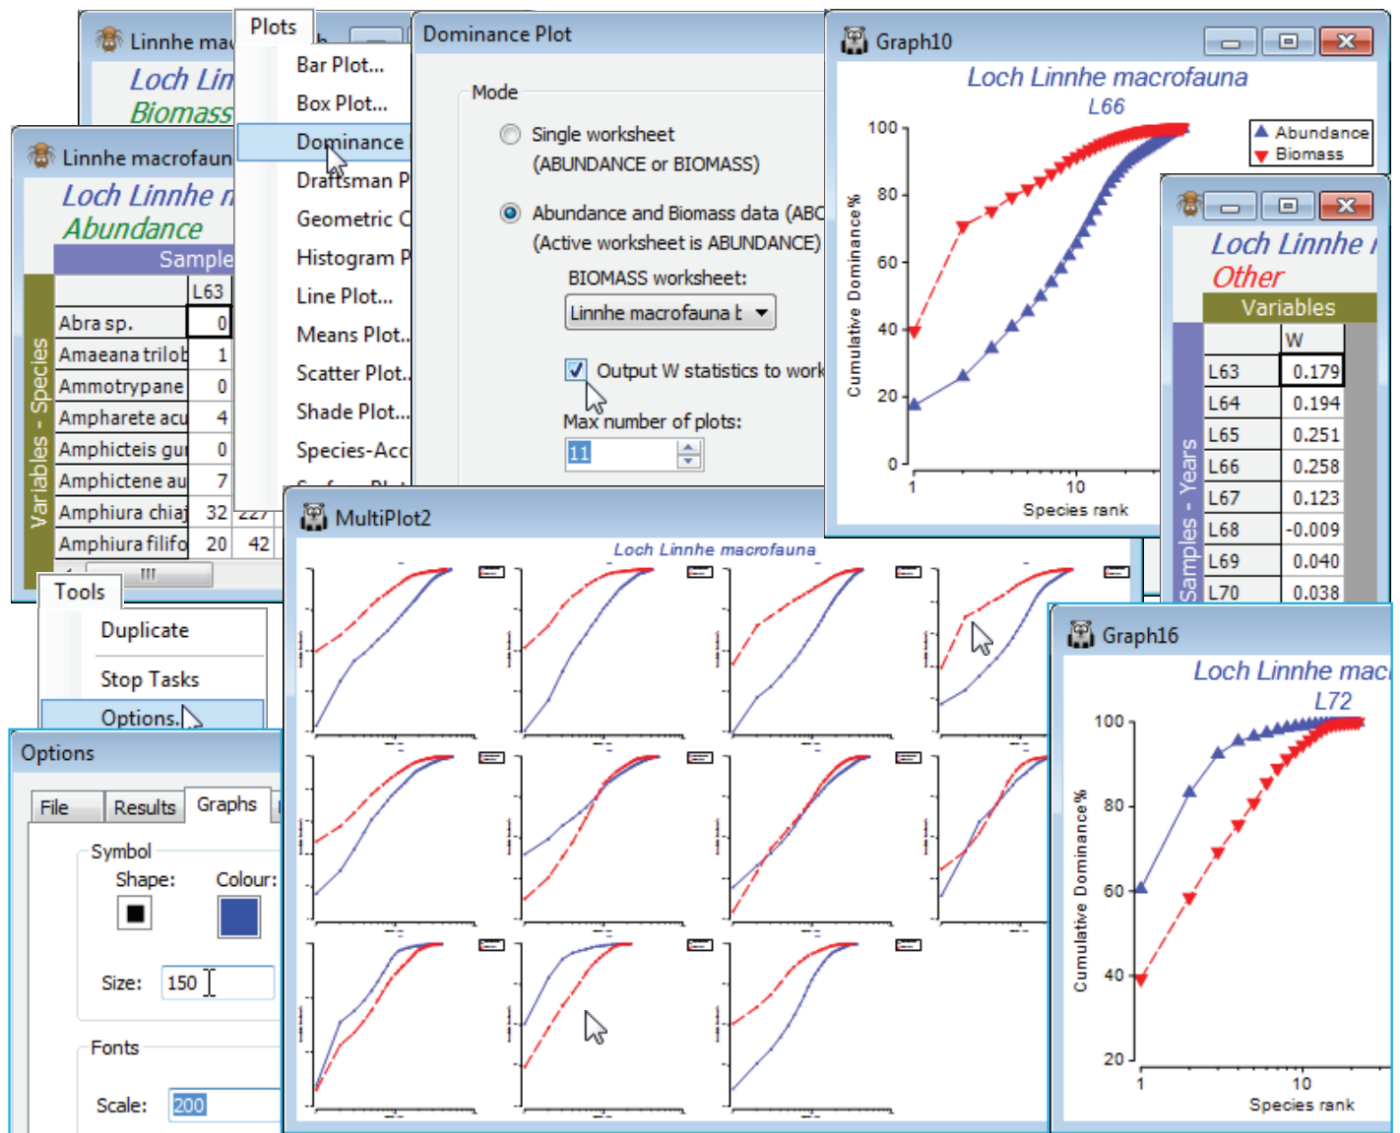 Linnhe mac
Loch Lin
Biomass
Linnhe macrofaun
Loch Linnhe
Abundance
Sample
Variables - Species
L63
Abra sp. 0
Amaeana trilob 1
Ammotrypane 0
Ampharete acu 4
Amphicteis gu 0
Amphictene au 7
Amphiura chiaj 32 227
Amphiura filifo 20 42
Plots
Bar Plot...
Box Plot...
Dominance
Draftsman P
Geometric C
Histogram P
Line Plot...
Means Plot...
Scatter Plot..
Shade Plot...
Species-Acc
Dominance Plot
Mode
Single worksheet
(ABUNDANCE or BIOMASS)
Abundance and Biomass data (ABC
(Active worksheet is ABUNDANCE)
BIOMASS worksheet:
Linnhe macrofauna b
Output W statistics to work
Max number of plots:
11
Graph10
Loch Linnhe macrofauna
L66
Abundance
Biomass
Cumulative Dominance%
100
80
60
40
20
0
1
10
Species rank
Loch Linnhe
Other
Variables
Samples - Years
W
L63 0.179
L64 0.194
L65 0.251
L66 0.258
L67 0.123
L68 -0.009
L69 0.040
L70 0.038
Tools
Duplicate
Stop Tasks
Options..
Options
File
Results
Graphs
Symbol
Shape:
Colour:
Size: 150
Fonts
Scale: 200
MultiPlot2
Loch Linnhe macrofauna
Graph16
Loch Linnhe mac
L72
Cumulative Dominance%
100
80
60
40
20
1
10
Species rank